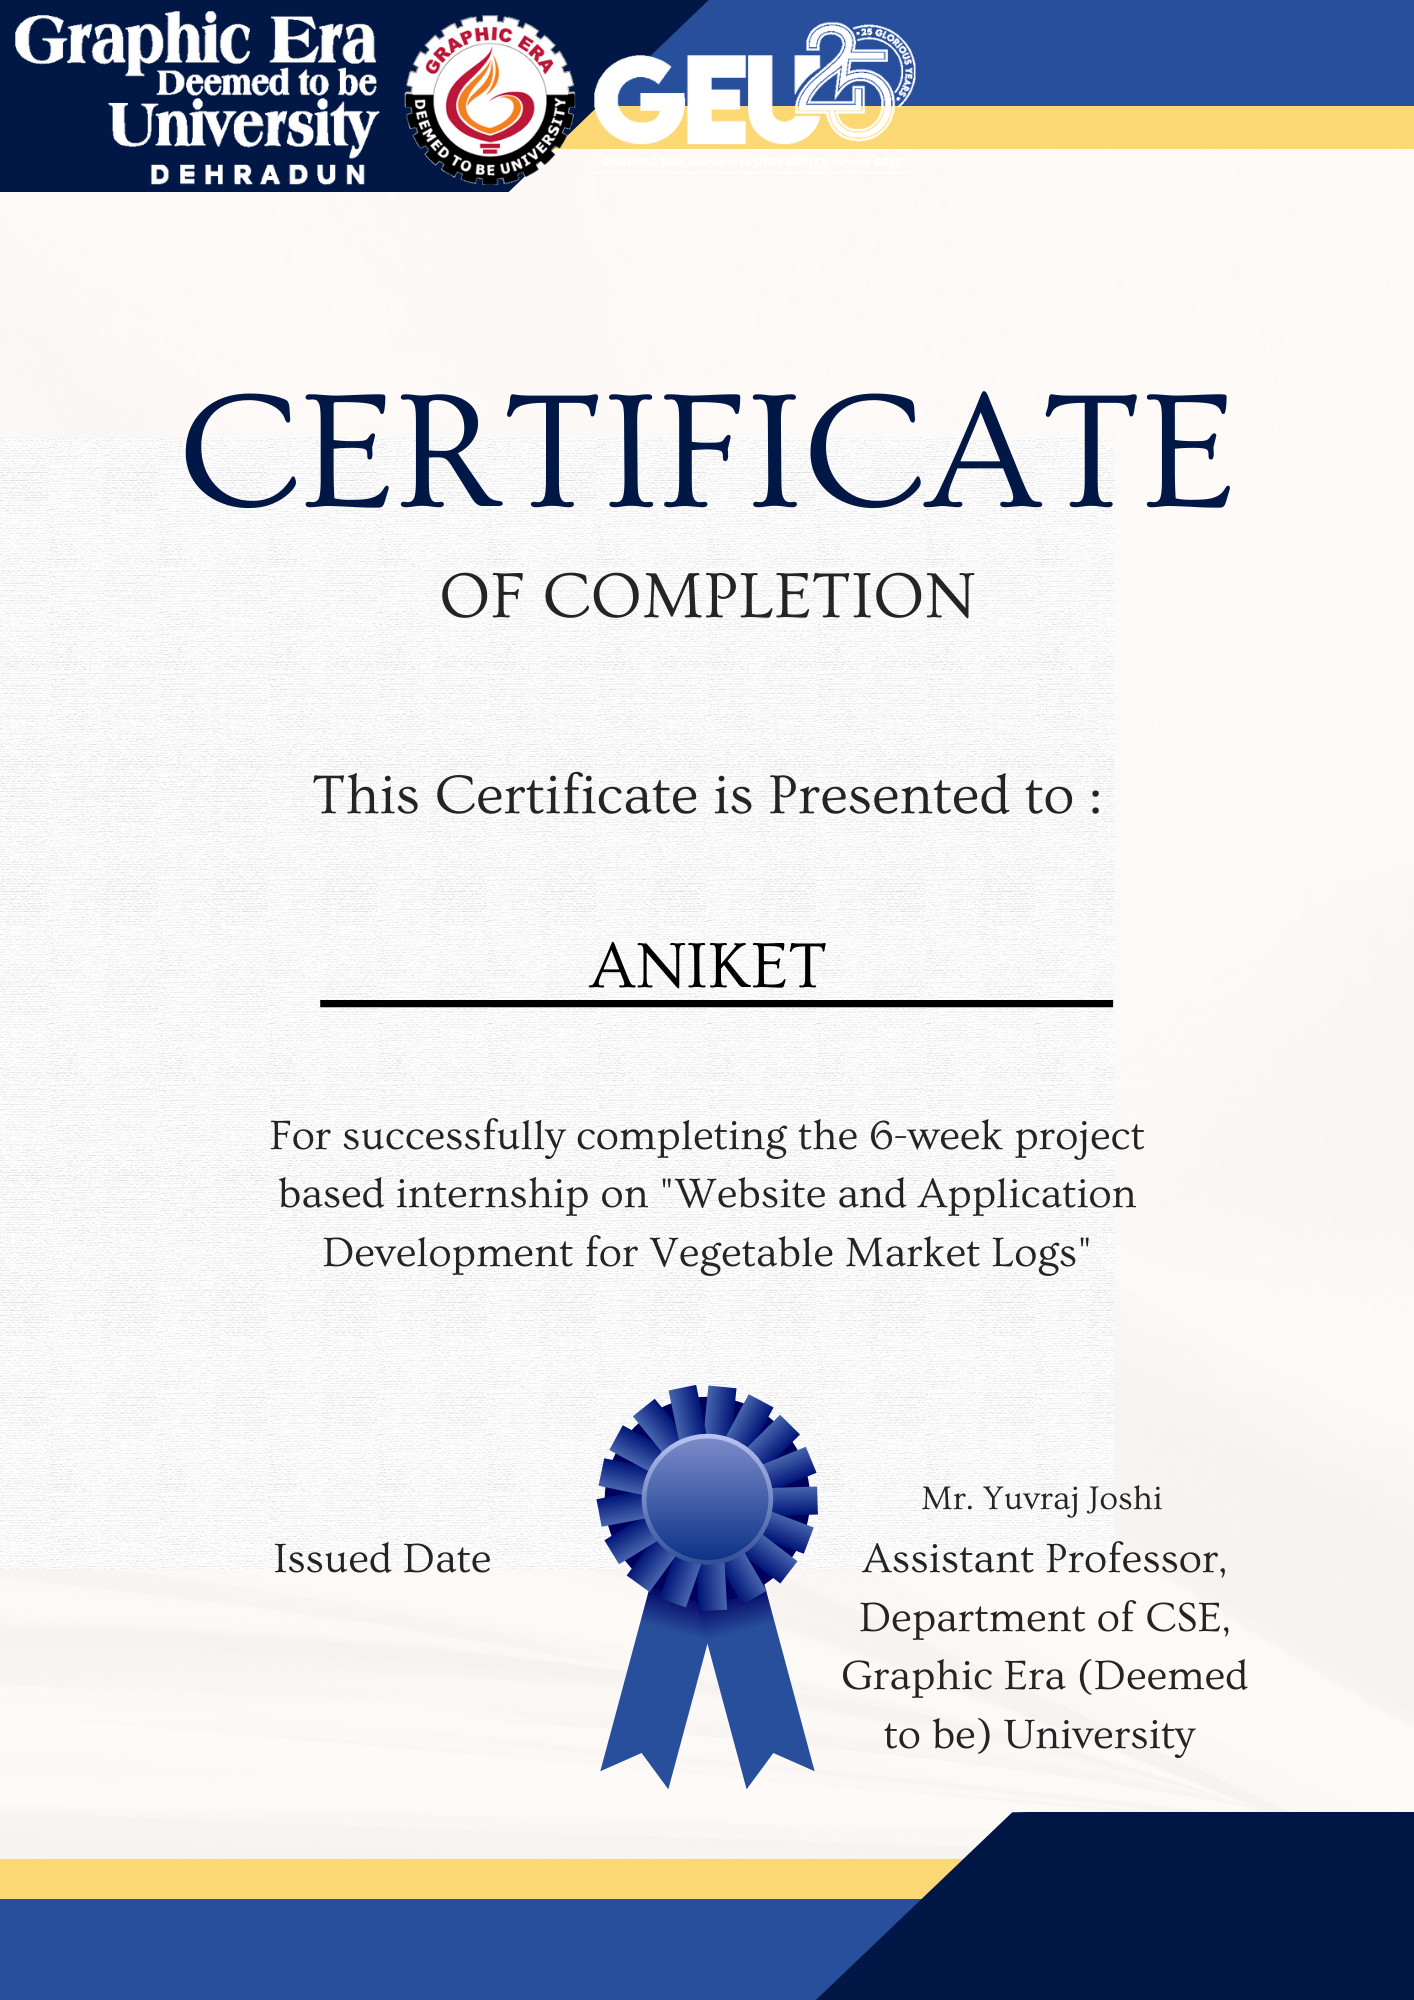 Graphic Era
Deemed to be
University
DEHRADUN
GRAPHIC ERA
DEEMED TO BE UNIVERSITY
GEU 25
• 25 GLORIOUS YEARS •
CERTIFICATE
OF COMPLETION
This Certificate is Presented to :
ANIKET
For successfully completing the 6-week project
based internship on "Website and Application
Development for Vegetable Market Logs"
Mr. Yuvraj Joshi
Issued Date
Assistant Professor,
Department of CSE,
Graphic Era (Deemed
to be) University